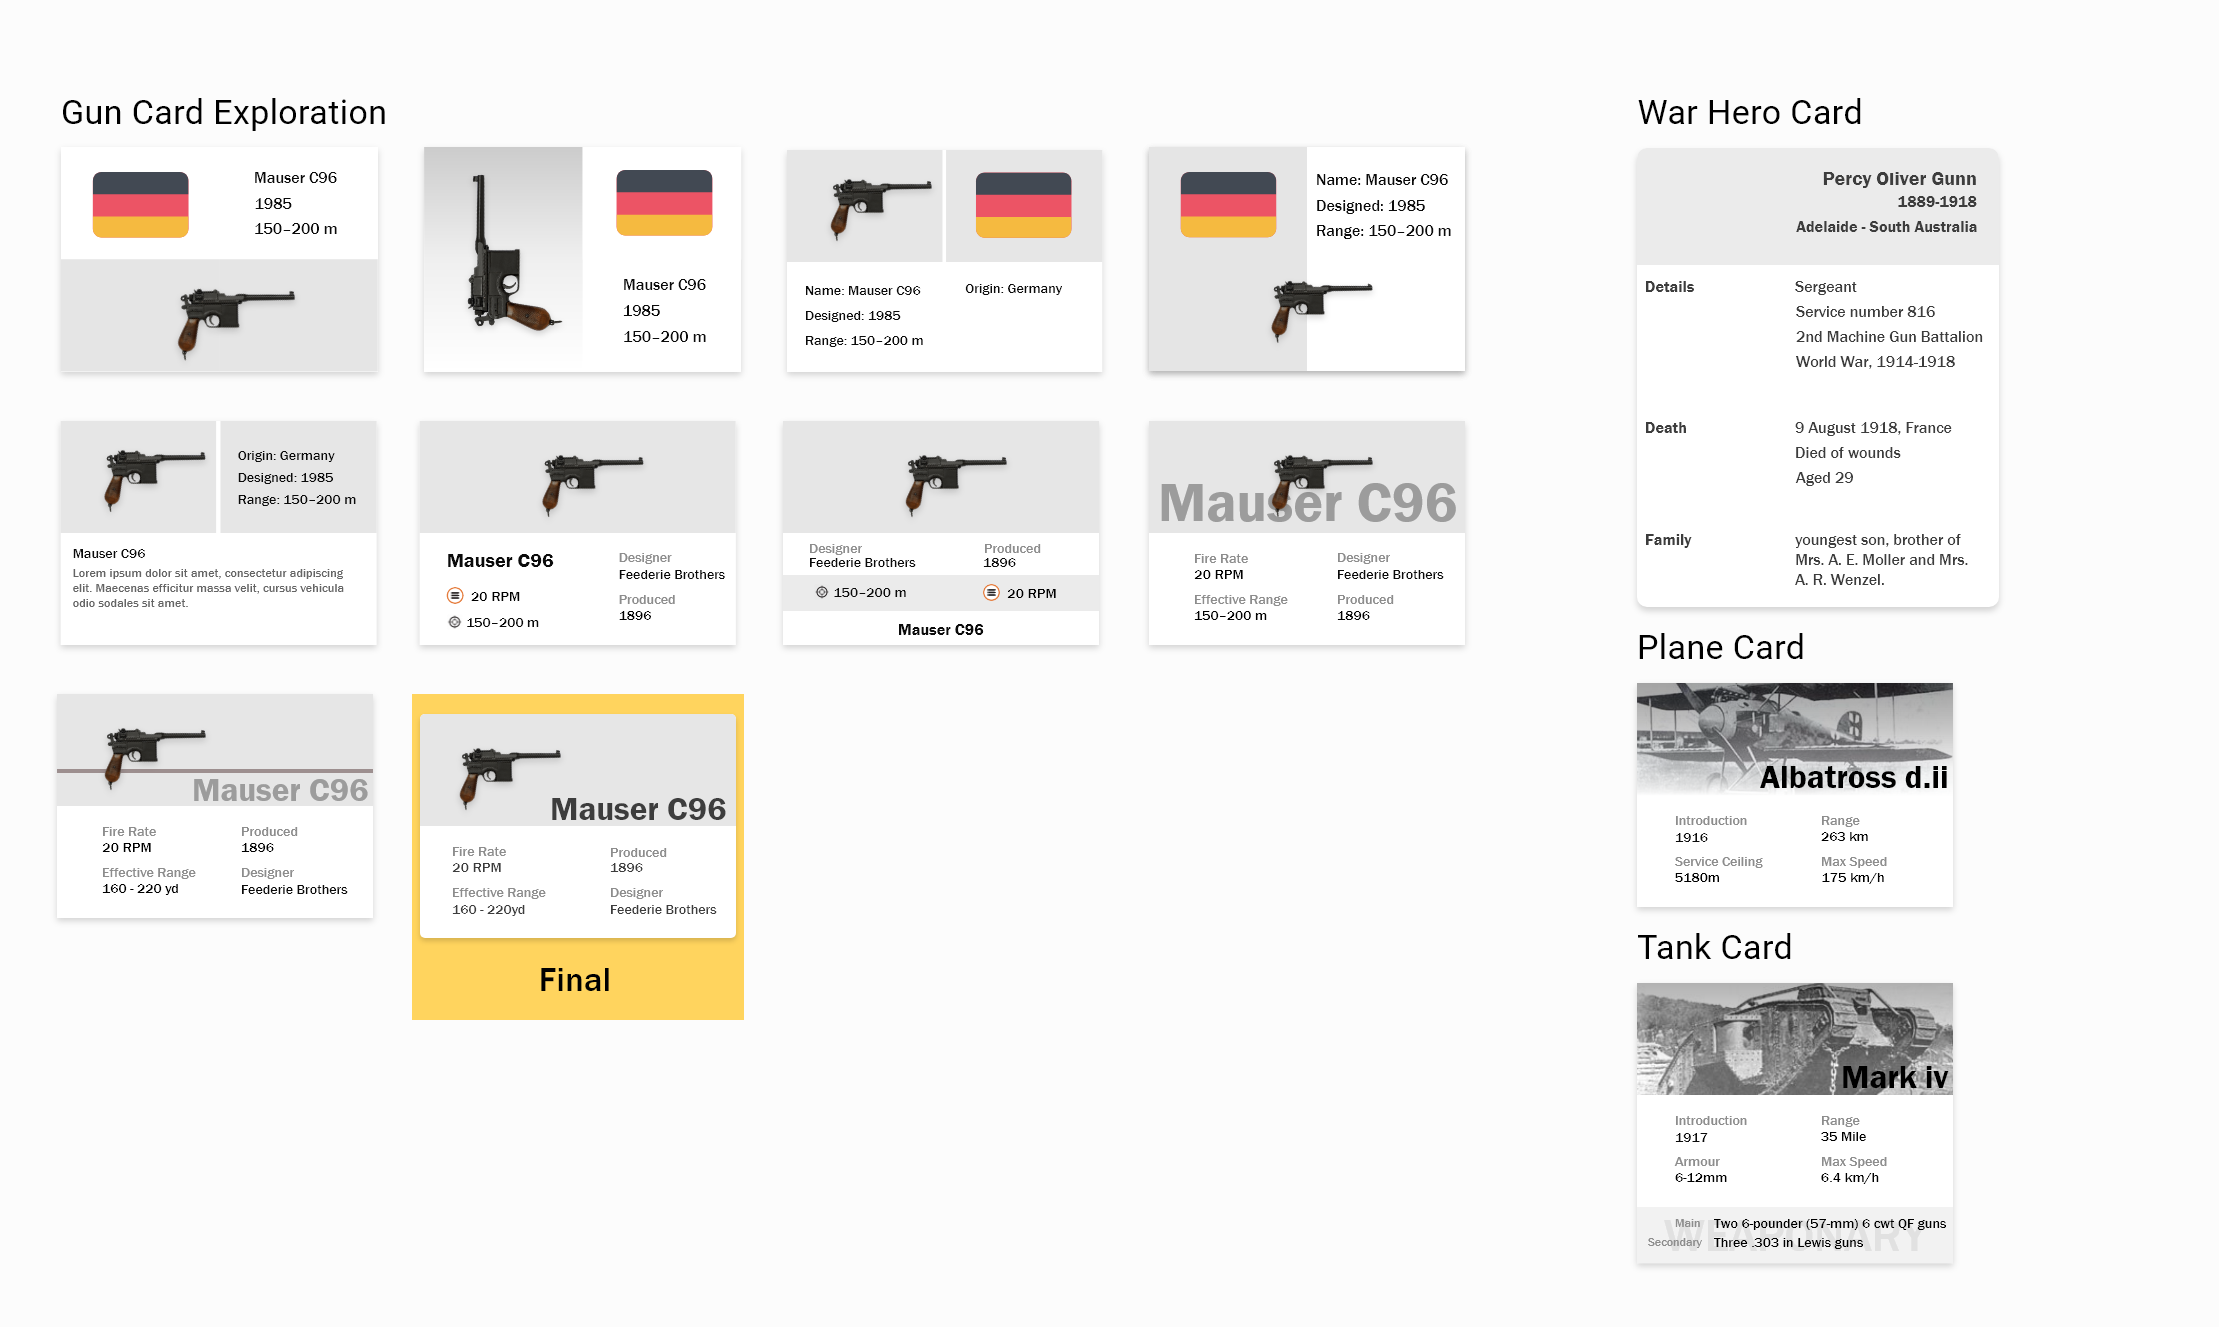 Gun Card Exploration
Mauser C96
1985
150–200 m
Mauser C96
1985
150–200 m
Name: Mauser C96
Designed: 1985
Range: 150–200 m
Origin: Germany
Name: Mauser C96
Designed: 1985
Range: 150–200 m
Origin: Germany
Designed: 1985
Range: 150–200 m
Mauser C96
Lorem ipsum dolor sit amet, consectetur adipiscing
elit. Maecenas efficitur massa velit, cursus vehicula
odio sodales sit amet.
Mauser C96
20 RPM
150–200 m
Designer
Feederie Brothers
Produced
1896
Designer
Feederie Brothers
Produced
1896
150–200 m
20 RPM
Mauser C96
Mauser C96
Fire Rate
20 RPM
Effective Range
150–200 m
Designer
Feederie Brothers
Produced
1896
Mauser C96
Fire Rate
20 RPM
Effective Range
160 - 220 yd
Produced
1896
Designer
Feederie Brothers
Mauser C96
Fire Rate
20 RPM
Effective Range
160 - 220yd
Produced
1896
Designer
Feederie Brothers
Final
War Hero Card
Percy Oliver Gunn
1889-1918
Adelaide - South Australia
Details
Sergeant
Service number 816
2nd Machine Gun Battalion
World War, 1914-1918
Death
9 August 1918, France
Died of wounds
Aged 29
Family
youngest son, brother of
Mrs. A. E. Moller and Mrs.
A. R. Wenzel.
Plane Card
Albatross d.ii
Introduction
1916
Service Ceiling
5180m
Range
263 km
Max Speed
175 km/h
Tank Card
Mark iv
Introduction
1917
Armour
6-12mm
Range
35 Mile
Max Speed
6.4 km/h
WEAPONARY
Main Two 6-pounder (57-mm) 6 cwt QF guns
Secondary Three .303 in Lewis guns